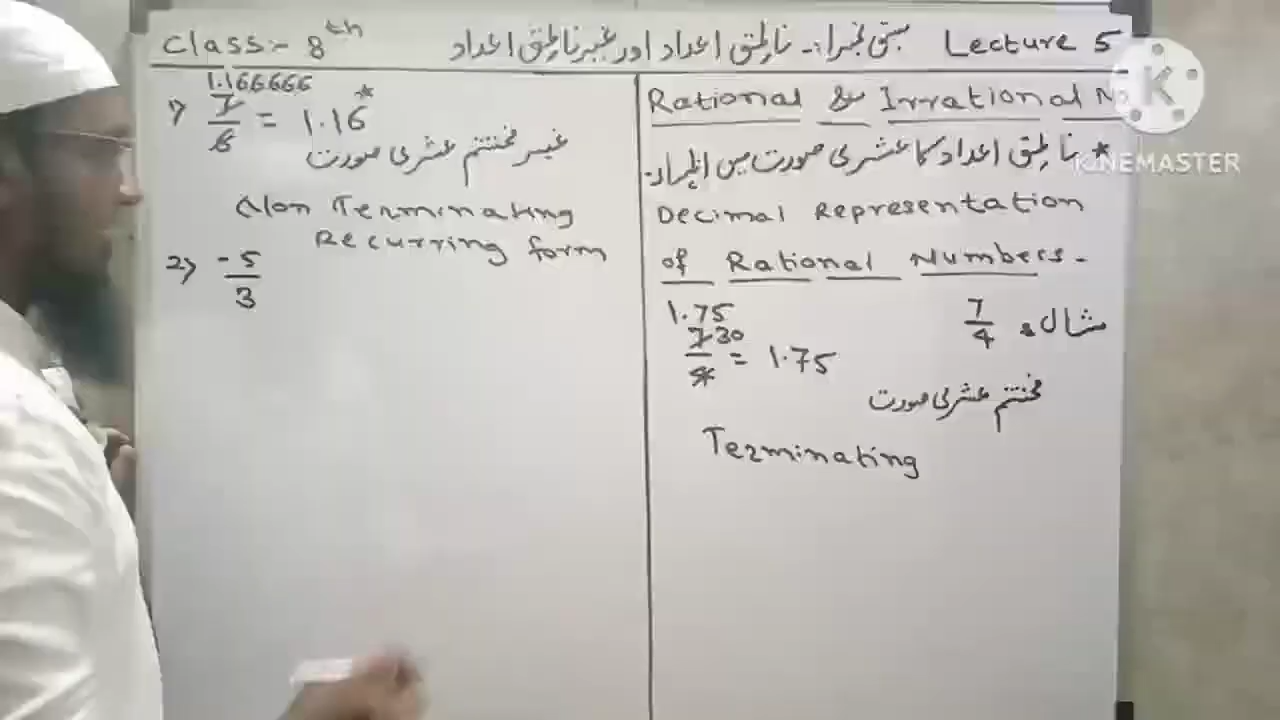 Class:- 8th سبق نمبر ١:. ناطق اعداد اور غیر ناطق اعداد Lecture 5
1.166666
1) 7/6 = 1.16*
غیر مختتم عشری صورت
Non Terminating
Recurring form
2) -5/3
Rational & Irrational No
* ناطق اعداد کا عشری صورت میں اظہار۔
Decimal Representation
of Rational Numbers.
مثال: 7/4
1.75
7 30/4 = 1.75
مختتم عشری صورت
Terminating
K
KINEMASTER